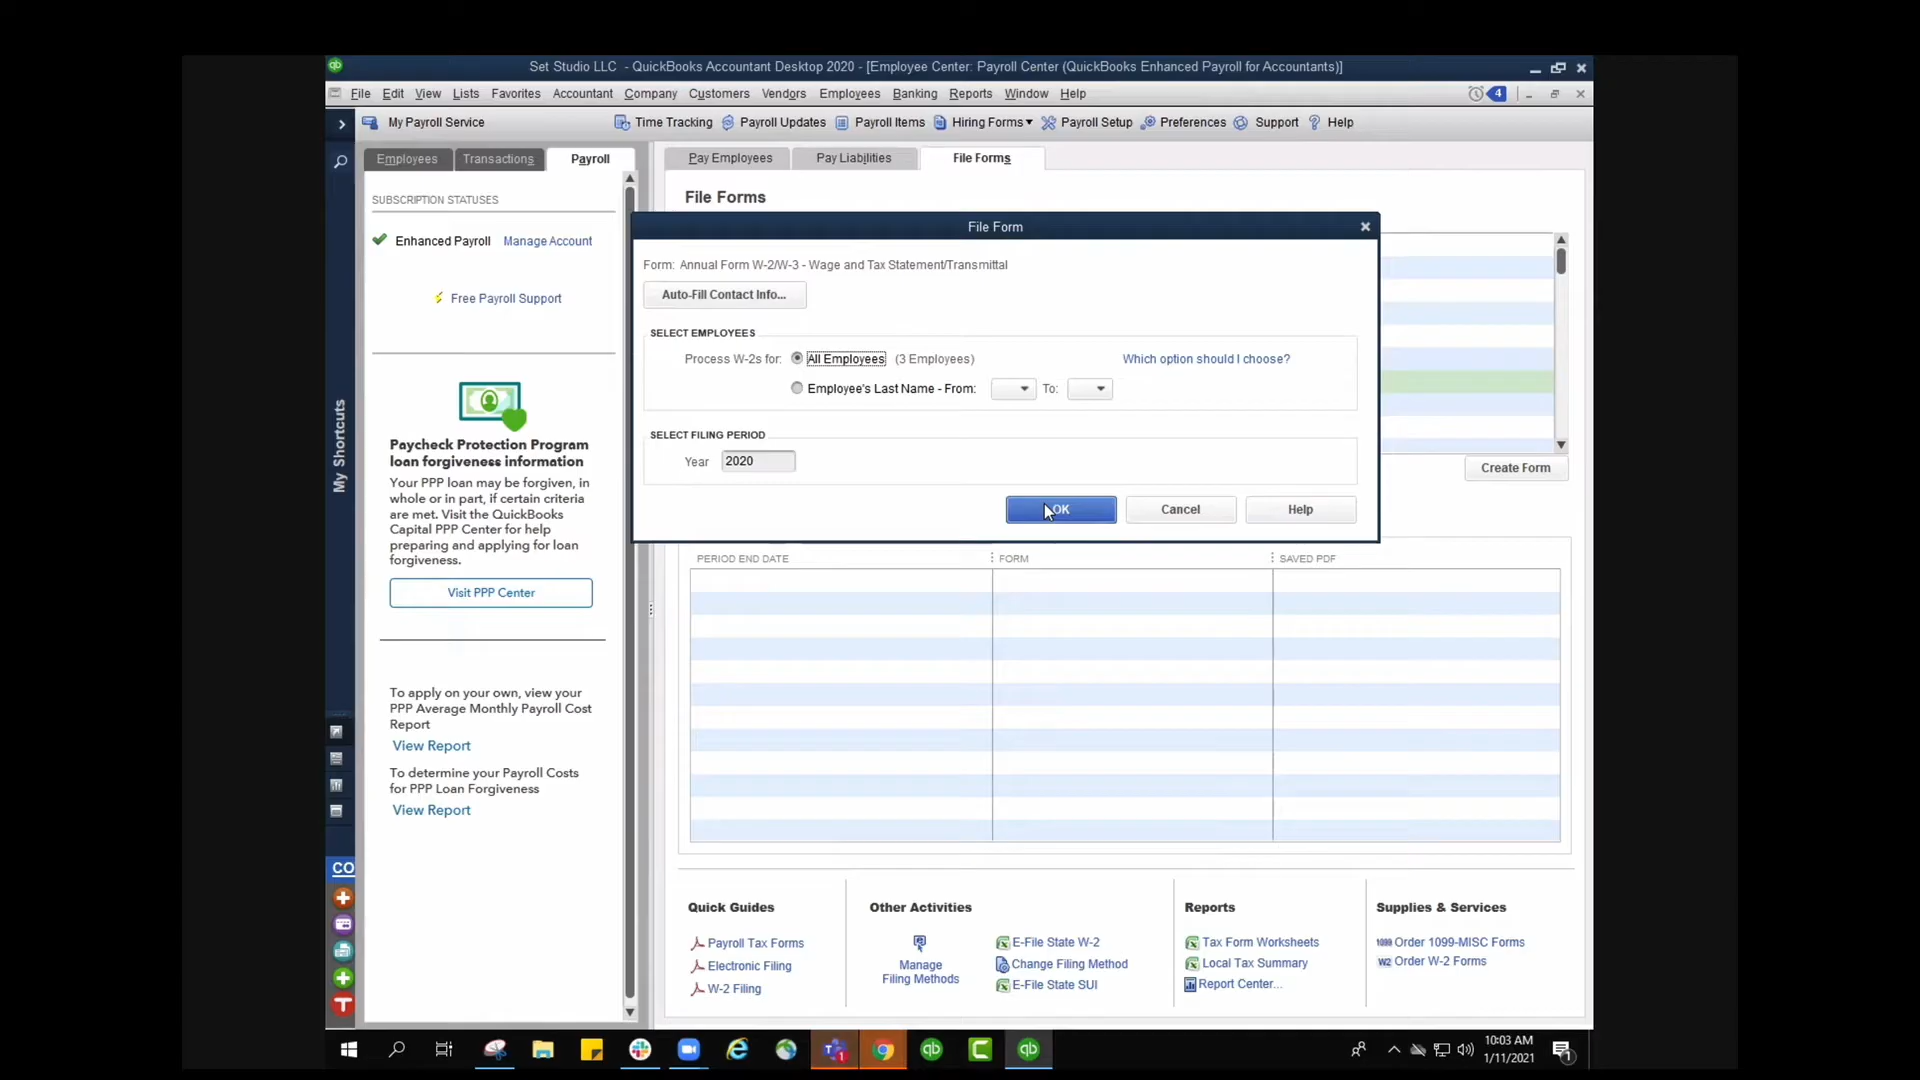 Set Studio LLC - QuickBooks Accountant Desktop 2020 - [Employee Center: Payroll Center (QuickBooks Enhanced Payroll for Accountants)]
File Edit View Lists Favorites Accountant Company Customers Vendors Employees Banking Reports Window Help
4
My Payroll Service
Time Tracking Payroll Updates Payroll Items Hiring Forms Payroll Setup Preferences Support Help
Employees Transactions Payroll
Pay Employees Pay Liabilities File Forms
SUBSCRIPTION STATUSES
Enhanced Payroll Manage Account
Free Payroll Support
Paycheck Protection Program
loan forgiveness information
Your PPP loan may be forgiven, in
whole or in part, if certain criteria
are met. Visit the QuickBooks
Capital PPP Center for help
preparing and applying for loan
forgiveness.
Visit PPP Center
To apply on your own, view your
PPP Average Monthly Payroll Cost
Report
View Report
To determine your Payroll Costs
for PPP Loan Forgiveness
View Report
My Shortcuts
CO
File Forms
File Form
Form: Annual Form W-2/W-3 - Wage and Tax Statement/Transmittal
Auto-Fill Contact Info...
SELECT EMPLOYEES
Process W-2s for: All Employees (3 Employees) Which option should I choose?
Employee's Last Name - From: To:
SELECT FILING PERIOD
Year 2020
OK Cancel Help
Create Form
PERIOD END DATE FORM SAVED PDF
Quick Guides
Payroll Tax Forms
Electronic Filing
W-2 Filing
Other Activities
Manage
Filing Methods
E-File State W-2
Change Filing Method
E-File State SUI
Reports
Tax Form Worksheets
Local Tax Summary
Report Center...
Supplies & Services
1099 Order 1099-MISC Forms
W2 Order W-2 Forms
10:03 AM
1/11/2021